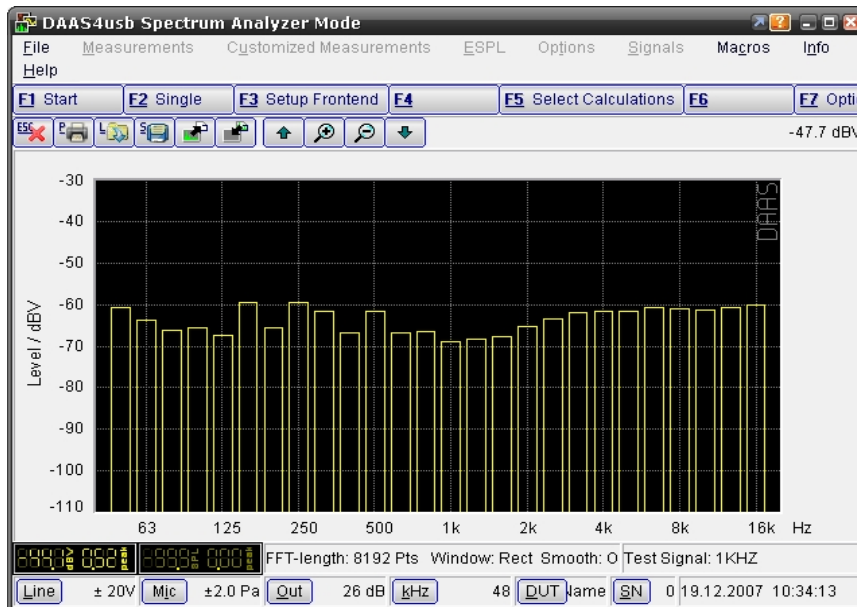 DAAS4usb Spectrum Analyzer Mode
File Measurements Customized Measurements ESPL Options Signals Macros Info
Help
F1 Start F2 Single F3 Setup Frontend F4 F5 Select Calculations F6 F7 Opti
ESC P L S -47.7 dBV
-30
-40
-50
-60
-70
-80
-90
-100
-110
Level / dBV
DAAS
63 125 250 500 1k 2k 4k 8k 16k Hz
FFT-length: 8192 Pts Window: Rect Smooth: O Test Signal: 1KHZ
Line ± 20V Mic ±2.0 Pa Out 26 dB kHz 48 DUT Name SN 0 19.12.2007 10:34:13